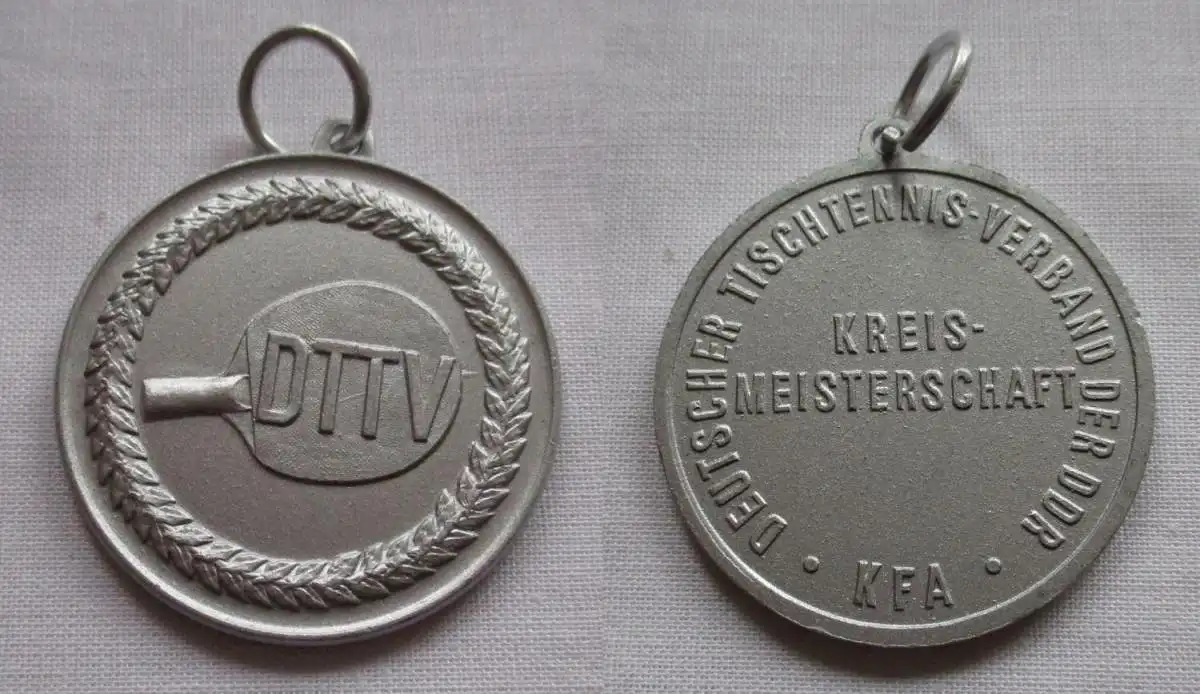 DTTV
DEUTSCHER TISCHTENNIS-VERBAND DER DDR
KREIS-
MEISTERSCHAFT
• KFA •